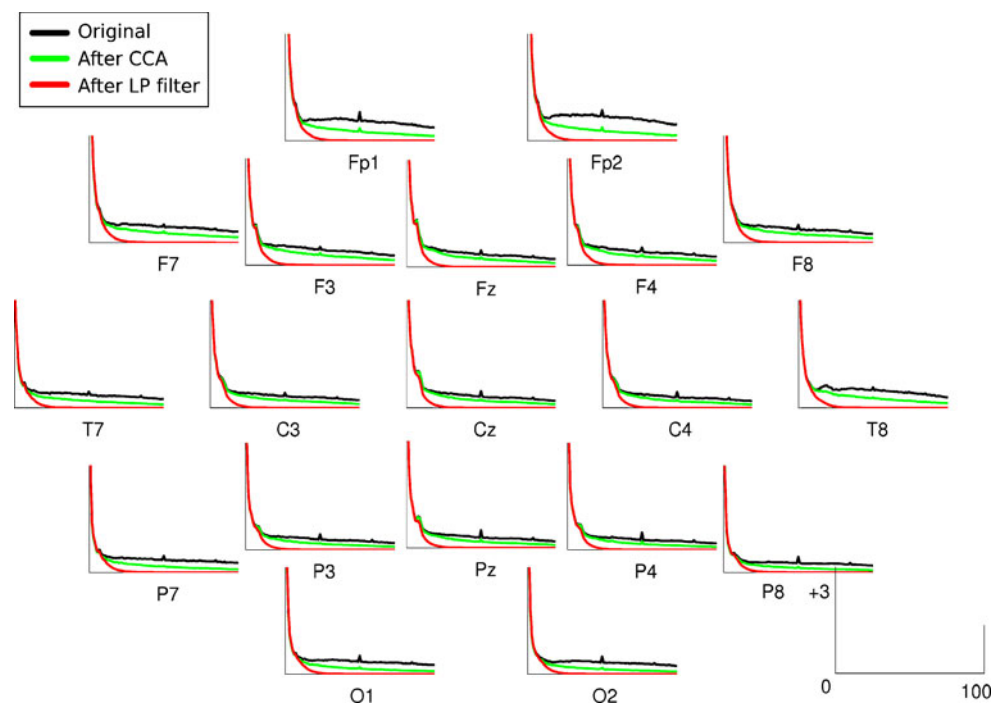 Original
After CCA
After LP filter
Fp1
Fp2
F7
F3
Fz
F4
F8
T7
C3
Cz
C4
T8
P7
P3
Pz
P4
P8
+3
O1
O2
0
100